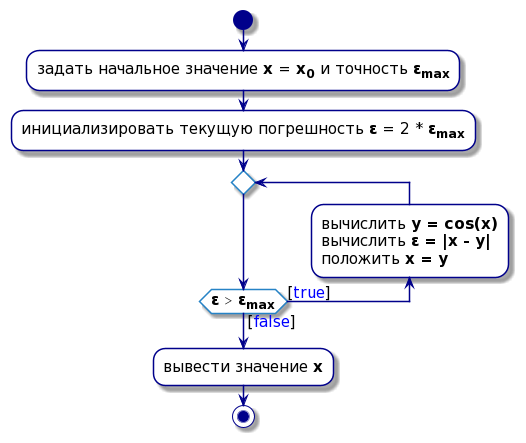 задать начальное значение x = x0 и точность εmax
инициализировать текущую погрешность ε = 2 * εmax
вычислить y = cos(x)
вычислить ε = |x - y|
положить x = y
ε > εmax
[true]
[false]
вывести значение x